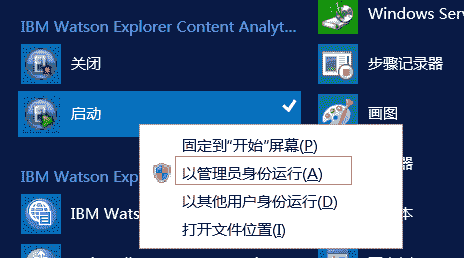 IBM Watson Explorer Content Analyt...
关闭
启动
IBM Watson Exp
IBM Wats
Windows Serv
步骤记录器
画图
器
本
固定到"开始"屏幕(P)
以管理员身份运行(A)
以其他用户身份运行(D)
打开文件位置(I)